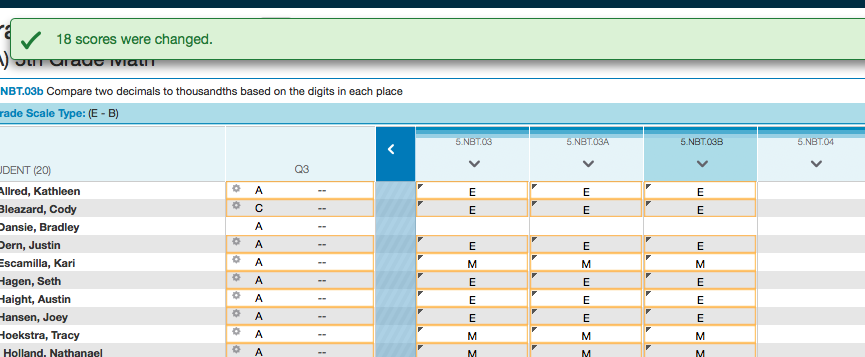 18 scores were changed.
5th Grade Math
NBT.03b Compare two decimals to thousandths based on the digits in each place
rade Scale Type: (E - B)
5.NBT.03 5.NBT.03A 5.NBT.03B 5.NBT.04
UDENT (20) Q3
Allred, Kathleen A -- E E E
Bleazard, Cody C -- E E E
Dansie, Bradley A --
Dern, Justin A -- E E E
Escamilla, Kari A -- M M M
Hagen, Seth A -- E E E
Haight, Austin A -- E E E
Hansen, Joey A -- E E E
Hoekstra, Tracy A -- M M M
Holland, Nathanael A -- M M M